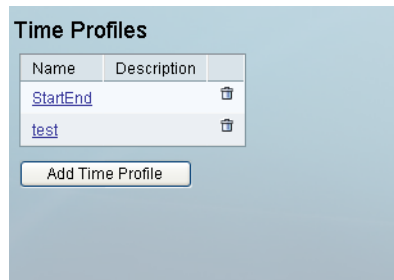 Time Profiles
Name Description
StartEnd
test
Add Time Profile